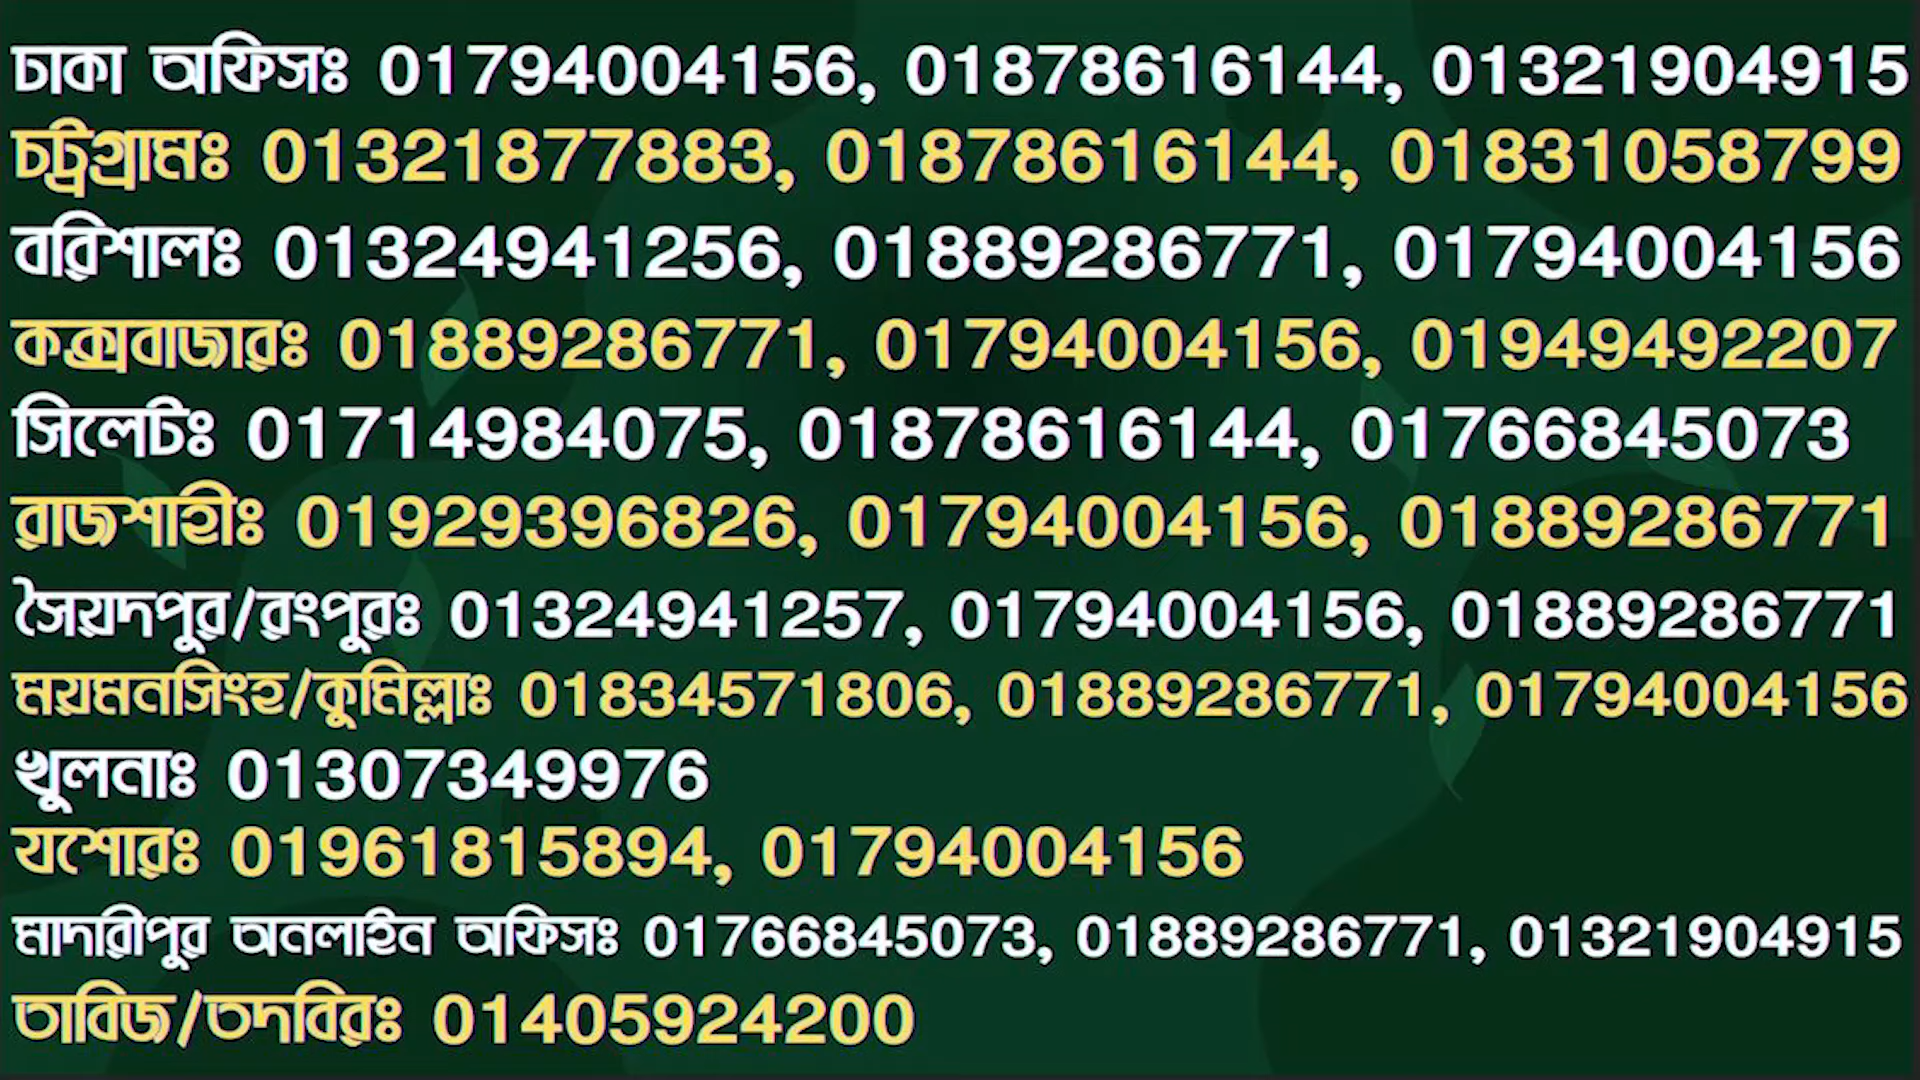 ঢাকা অফিসঃ 01794004156, 01878616144, 01321904915
চট্টগ্রামঃ 01321877883, 01878616144, 01831058799
বরিশালঃ 01324941256, 01889286771, 01794004156
কক্সবাজারঃ 01889286771, 01794004156, 01949492207
সিলেটঃ 01714984075, 01878616144, 01766845073
রাজশাহীঃ 01929396826, 01794004156, 01889286771
সৈয়দপুর/রংপুরঃ 01324941257, 01794004156, 01889286771
ময়মনসিংহ/কুমিল্লাঃ 01834571806, 01889286771, 01794004156
খুলনাঃ 01307349976
যশোরঃ 01961815894, 01794004156
মাদারীপুর অনলাইন অফিসঃ 01766845073, 01889286771, 01321904915
তাবিজ/তদবিরঃ 01405924200